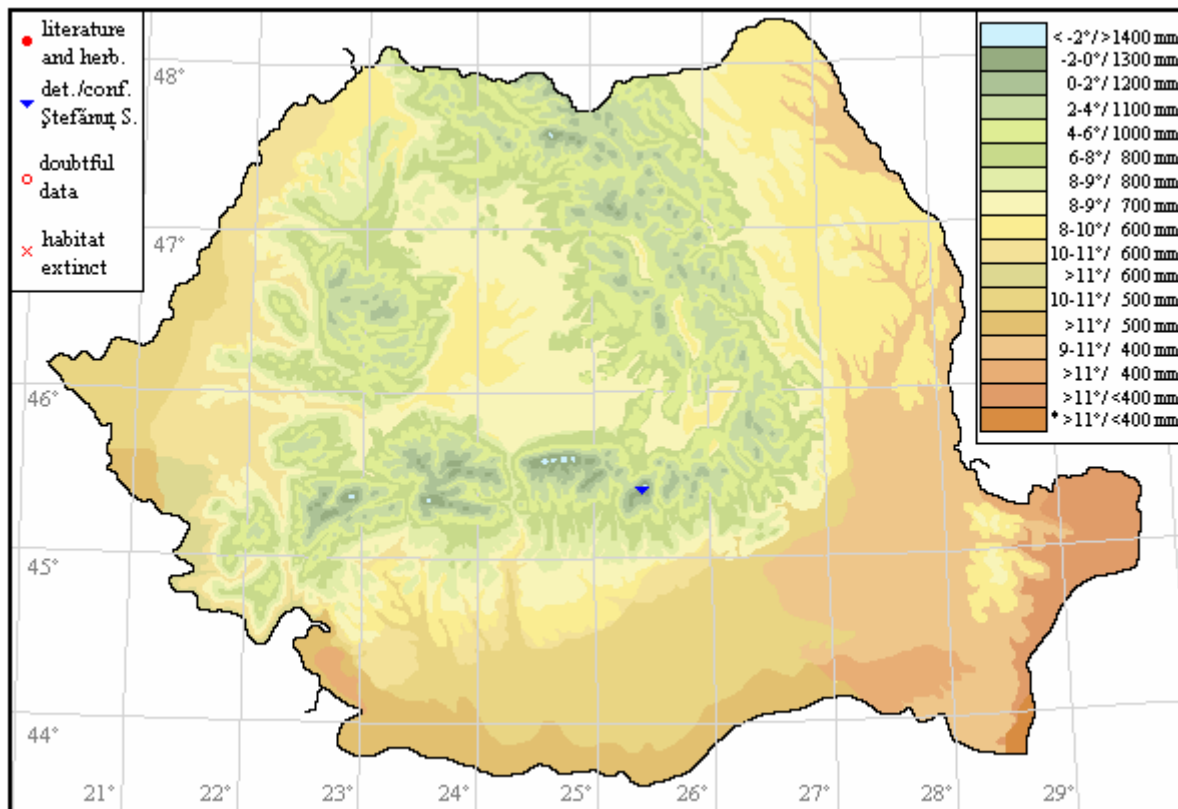 literature
and herb.
det./conf.
Ştefănuţ S.
doubtful
data
habitat
extinct
< -2°/>1400 mm
-2-0°/1300 mm
0-2°/1200 mm
2-4°/1100 mm
4-6°/1000 mm
6-8°/ 800 mm
8-9°/ 800 mm
8-9°/ 700 mm
8-10°/ 600 mm
10-11°/ 600 mm
>11°/ 600 mm
10-11°/ 500 mm
>11°/ 500 mm
9-11°/ 400 mm
>11°/ 400 mm
>11°/<400 mm
* >11°/<400 mm
48°
47°
46°
45°
44°
21°
22°
23°
24°
25°
26°
27°
28°
29°